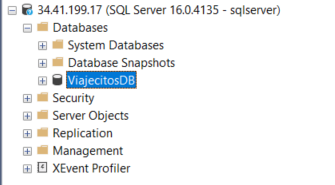 34.41.199.17 (SQL Server 16.0.4135 - sqlserver)
Databases
System Databases
Database Snapshots
ViajecitosDB
Security
Server Objects
Replication
Management
XEvent Profiler